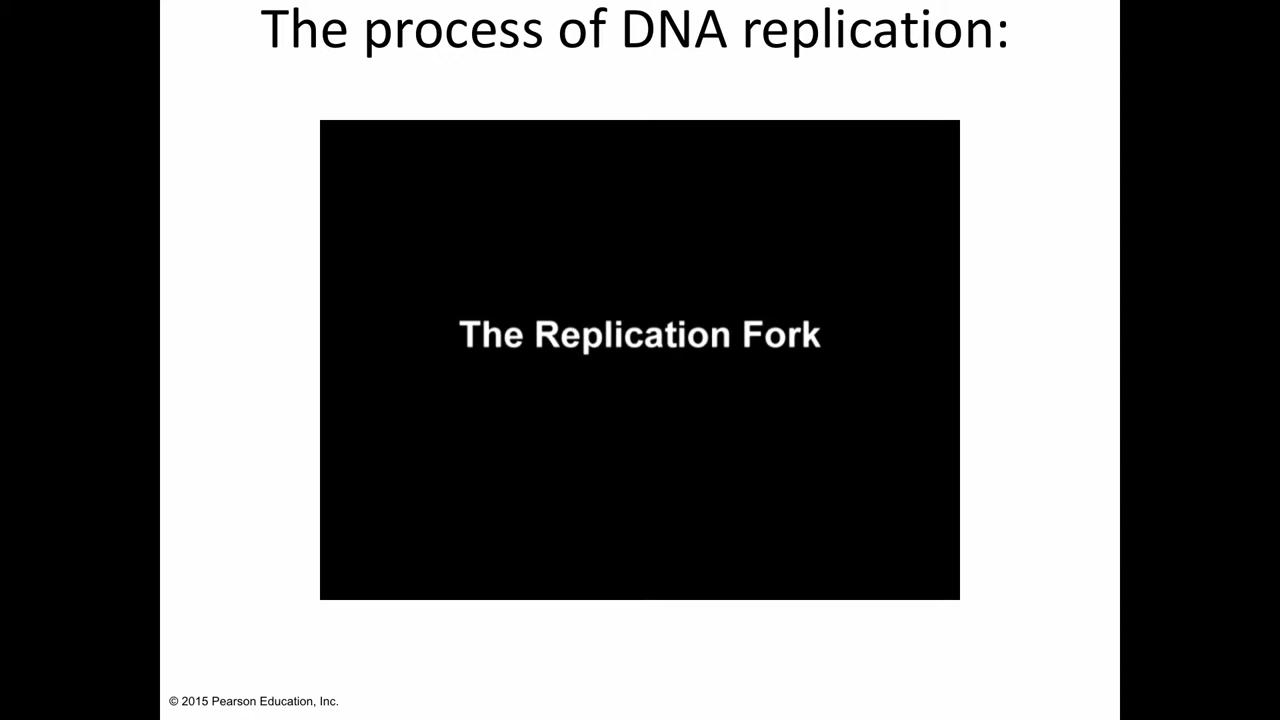 The process of DNA replication:
The Replication Fork
© 2015 Pearson Education, Inc.